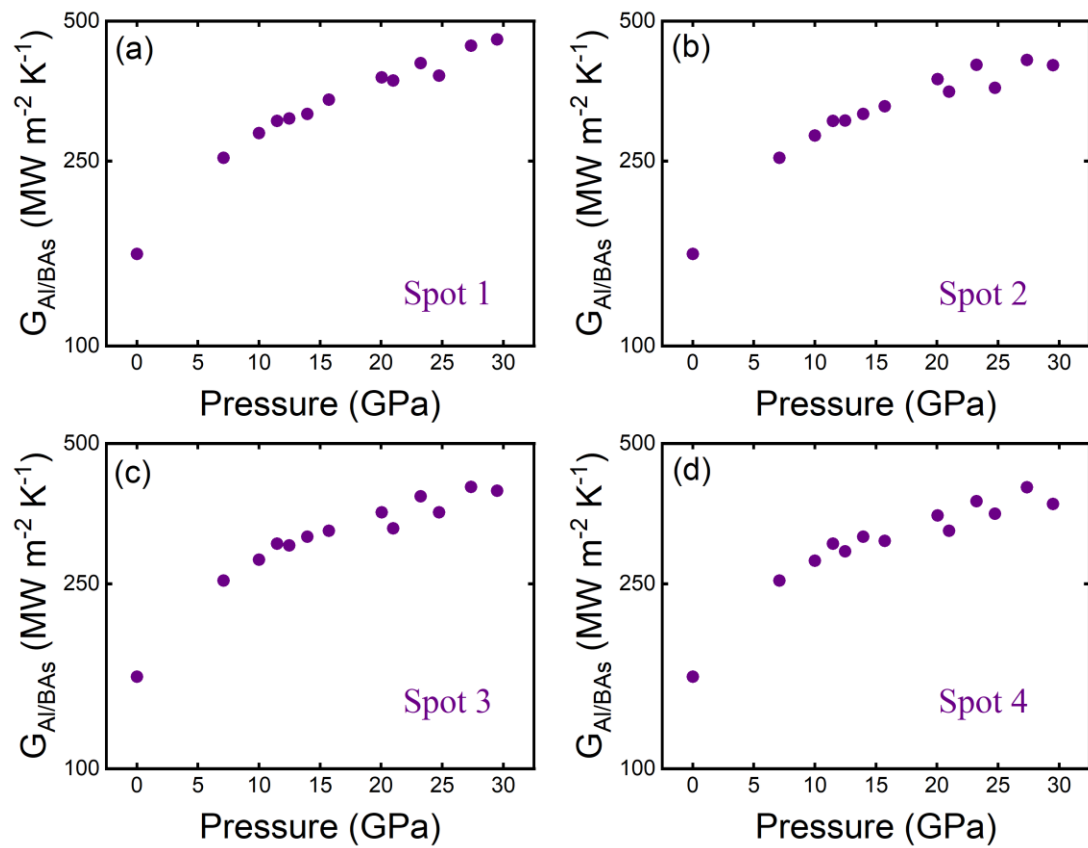 (a)
500
250
100
G_Al/BAs (MW m⁻² K⁻¹)
Spot 1
0 5 10 15 20 25 30
Pressure (GPa)
(b)
500
250
100
G_Al/BAs (MW m⁻² K⁻¹)
Spot 2
0 5 10 15 20 25 30
Pressure (GPa)
(c)
500
250
100
G_Al/BAs (MW m⁻² K⁻¹)
Spot 3
0 5 10 15 20 25 30
Pressure (GPa)
(d)
500
250
100
G_Al/BAs (MW m⁻² K⁻¹)
Spot 4
0 5 10 15 20 25 30
Pressure (GPa)